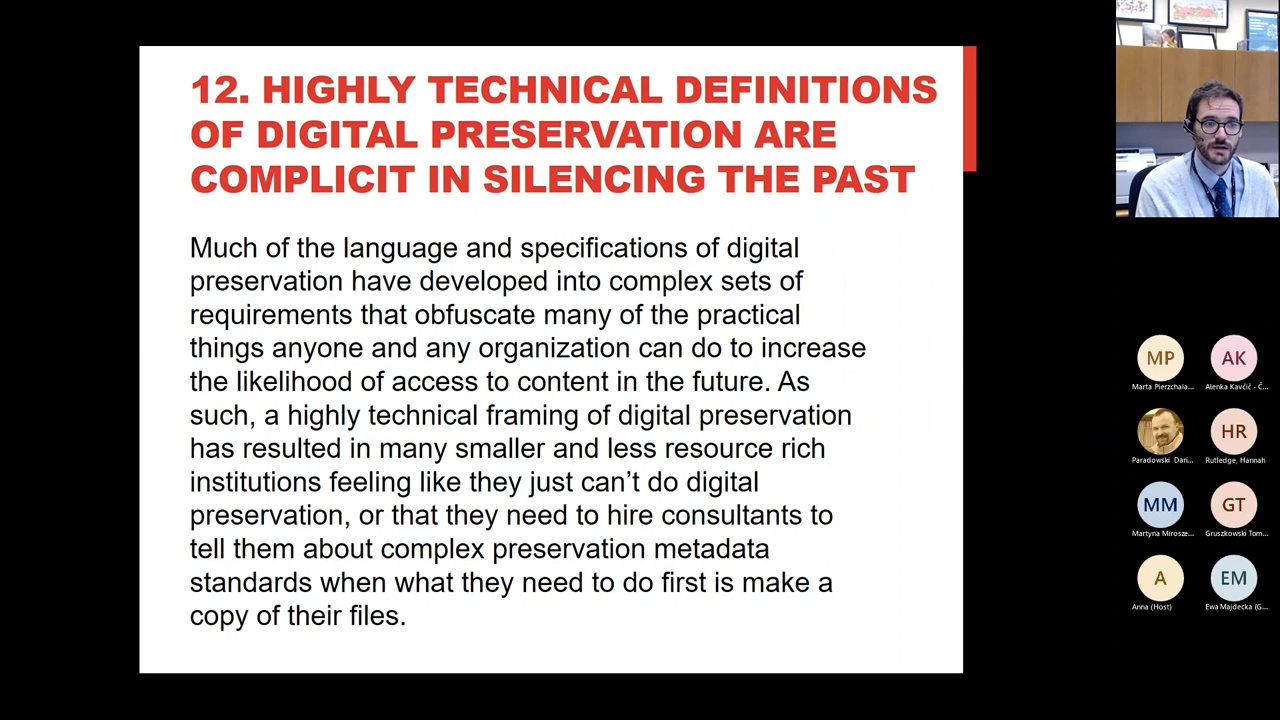 12. HIGHLY TECHNICAL DEFINITIONS
OF DIGITAL PRESERVATION ARE
COMPLICIT IN SILENCING THE PAST
Much of the language and specifications of digital
preservation have developed into complex sets of
requirements that obfuscate many of the practical
things anyone and any organization can do to increase
the likelihood of access to content in the future. As
such, a highly technical framing of digital preservation
has resulted in many smaller and less resource rich
institutions feeling like they just can’t do digital
preservation, or that they need to hire consultants to
tell them about complex preservation metadata
standards when what they need to do first is make a
copy of their files.
MP
AK
Marta Pierzchała...
Alenka Kavčič - Č...
HR
Paradowski Dari...
Rutledge, Hannah
MM
GT
Martyna Mirosze...
Gruszkowski Tom...
A
EM
Anna (Host)
Ewa Majdecka (G...